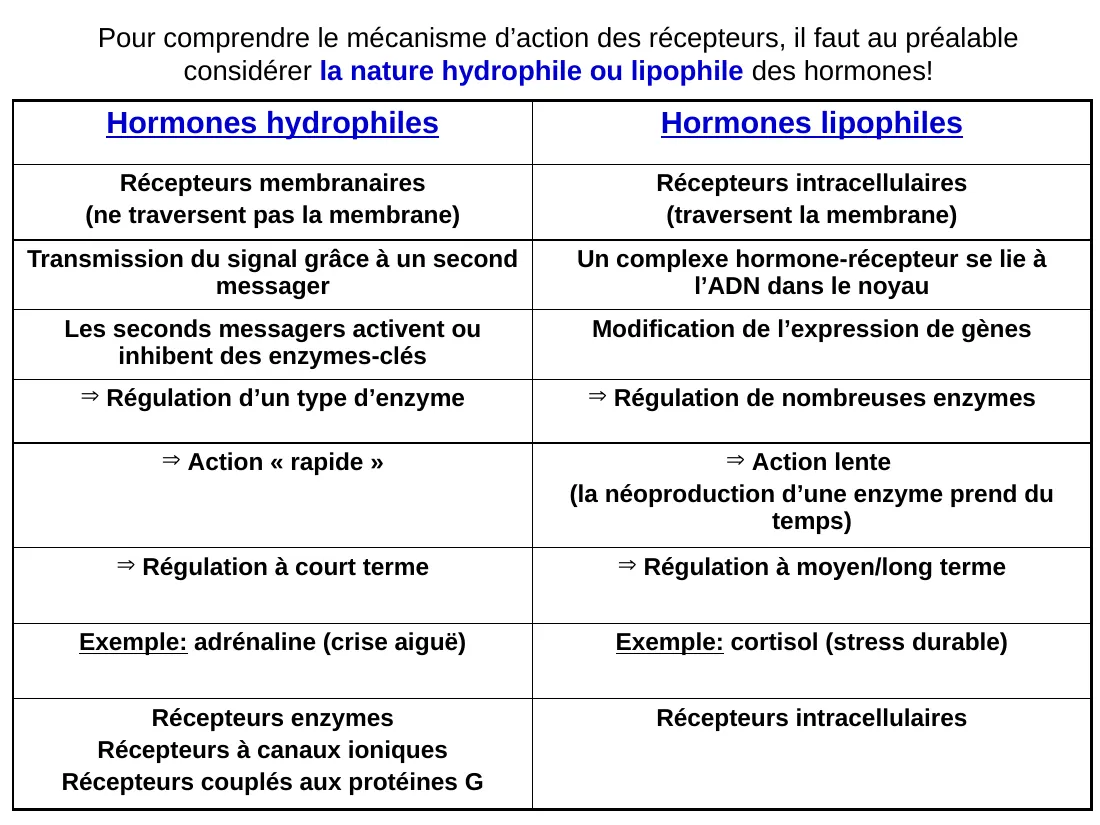 Pour comprendre le mécanisme d’action des récepteurs, il faut au préalable
considérer la nature hydrophile ou lipophile des hormones!
Hormones hydrophiles
Hormones lipophiles
Récepteurs membranaires
(ne traversent pas la membrane)
Récepteurs intracellulaires
(traversent la membrane)
Transmission du signal grâce à un second
messager
Un complexe hormone-récepteur se lie à
l’ADN dans le noyau
Les seconds messagers activent ou
inhibent des enzymes-clés
Modification de l’expression de gènes
⇒ Régulation d’un type d’enzyme
⇒ Régulation de nombreuses enzymes
⇒ Action « rapide »
⇒ Action lente
(la néoproduction d’une enzyme prend du
temps)
⇒ Régulation à court terme
⇒ Régulation à moyen/long terme
Exemple: adrénaline (crise aiguë)
Exemple: cortisol (stress durable)
Récepteurs enzymes
Récepteurs à canaux ioniques
Récepteurs couplés aux protéines G
Récepteurs intracellulaires